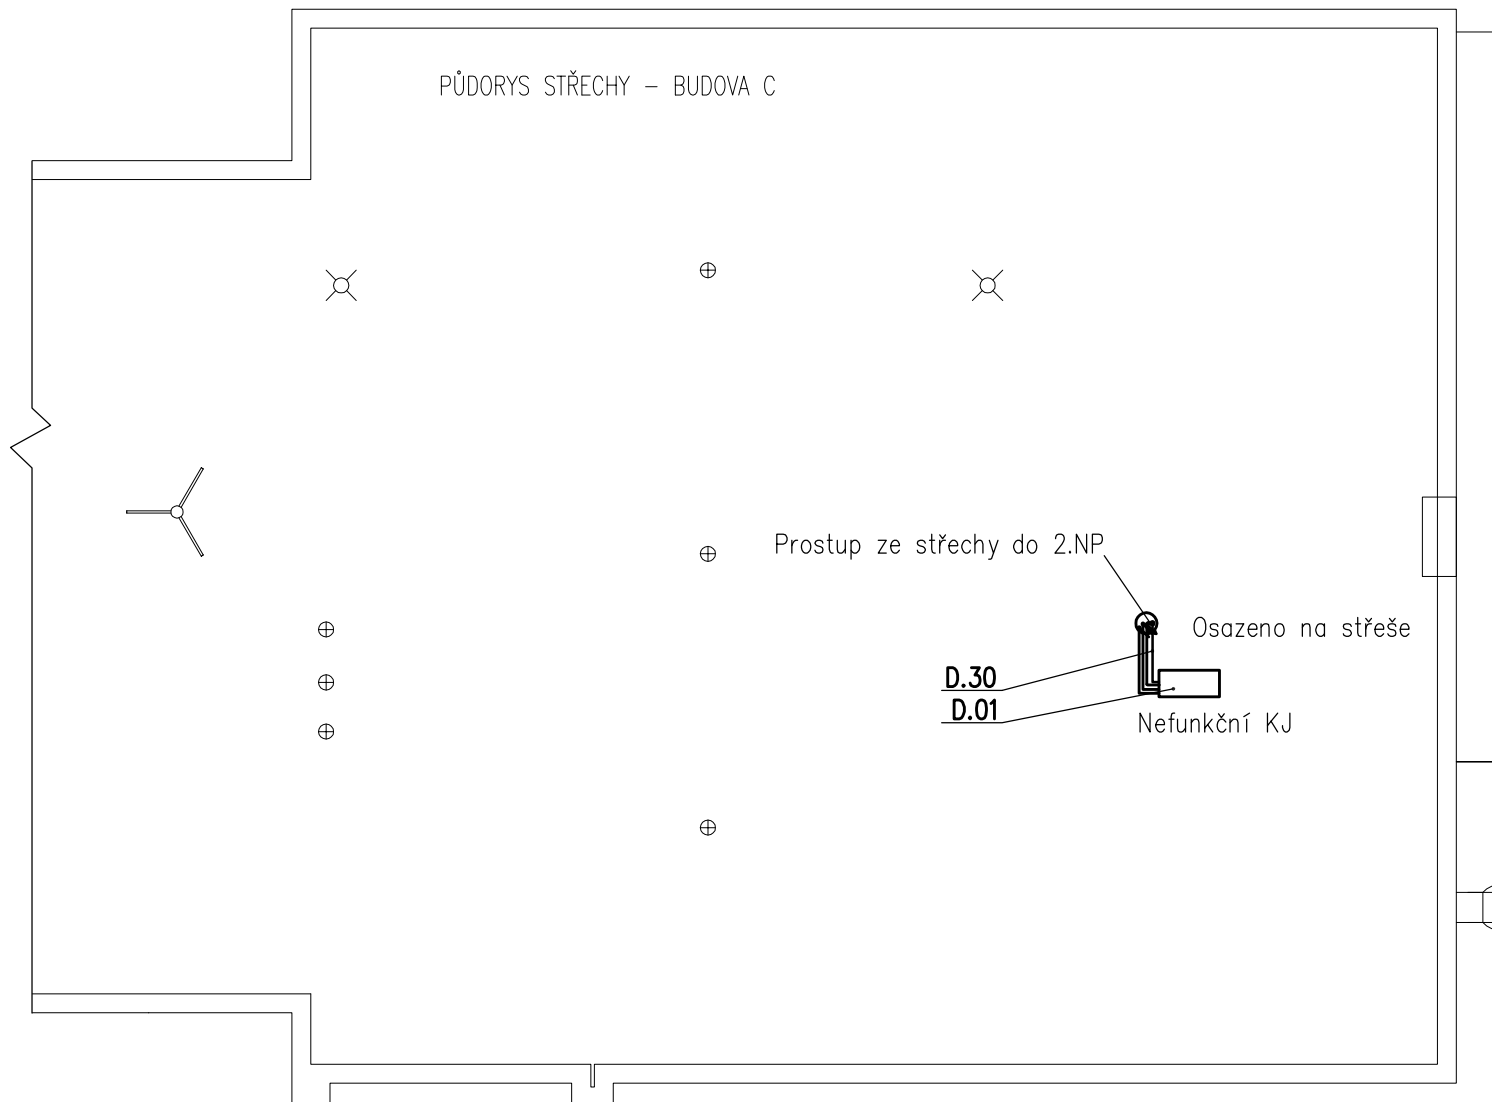 PŮDORYS STŘECHY – BUDOVA C
Prostup ze střechy do 2.NP
Osazeno na střeše
D.30
D.01
Nefunkční KJ